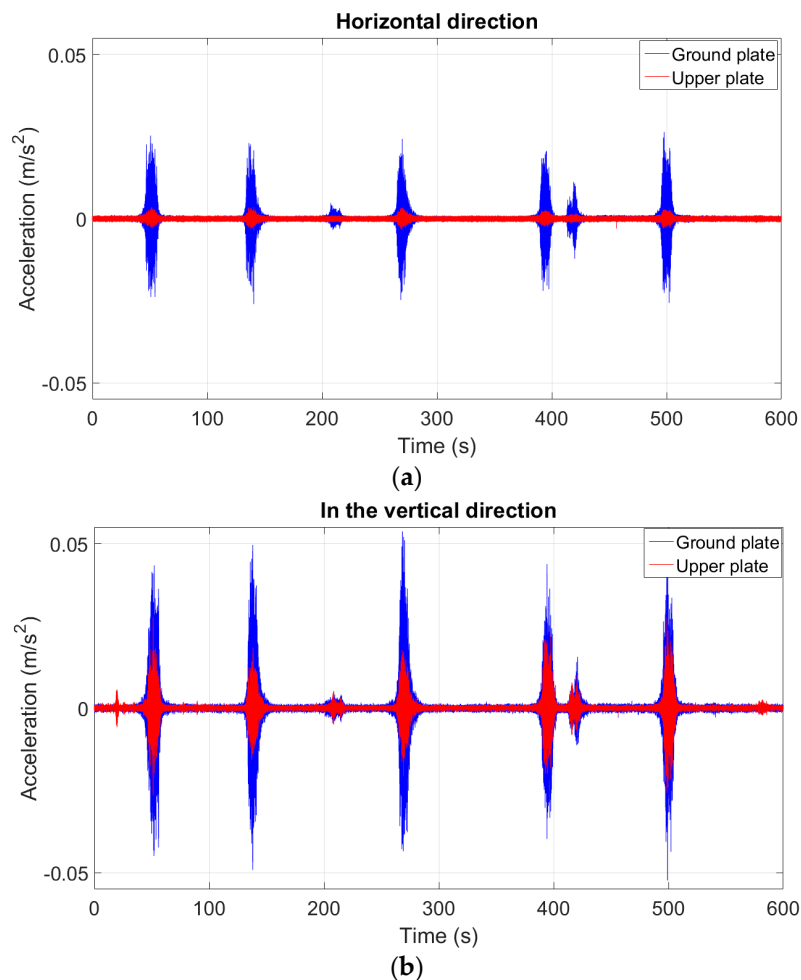 Horizontal direction
0.05
Ground plate
Upper plate
Acceleration (m/s²)
0
-0.05
0 100 200 300 400 500 600
Time (s)
(a)
In the vertical direction
0.05
Ground plate
Upper plate
Acceleration (m/s²)
0
-0.05
0 100 200 300 400 500 600
Time (s)
(b)